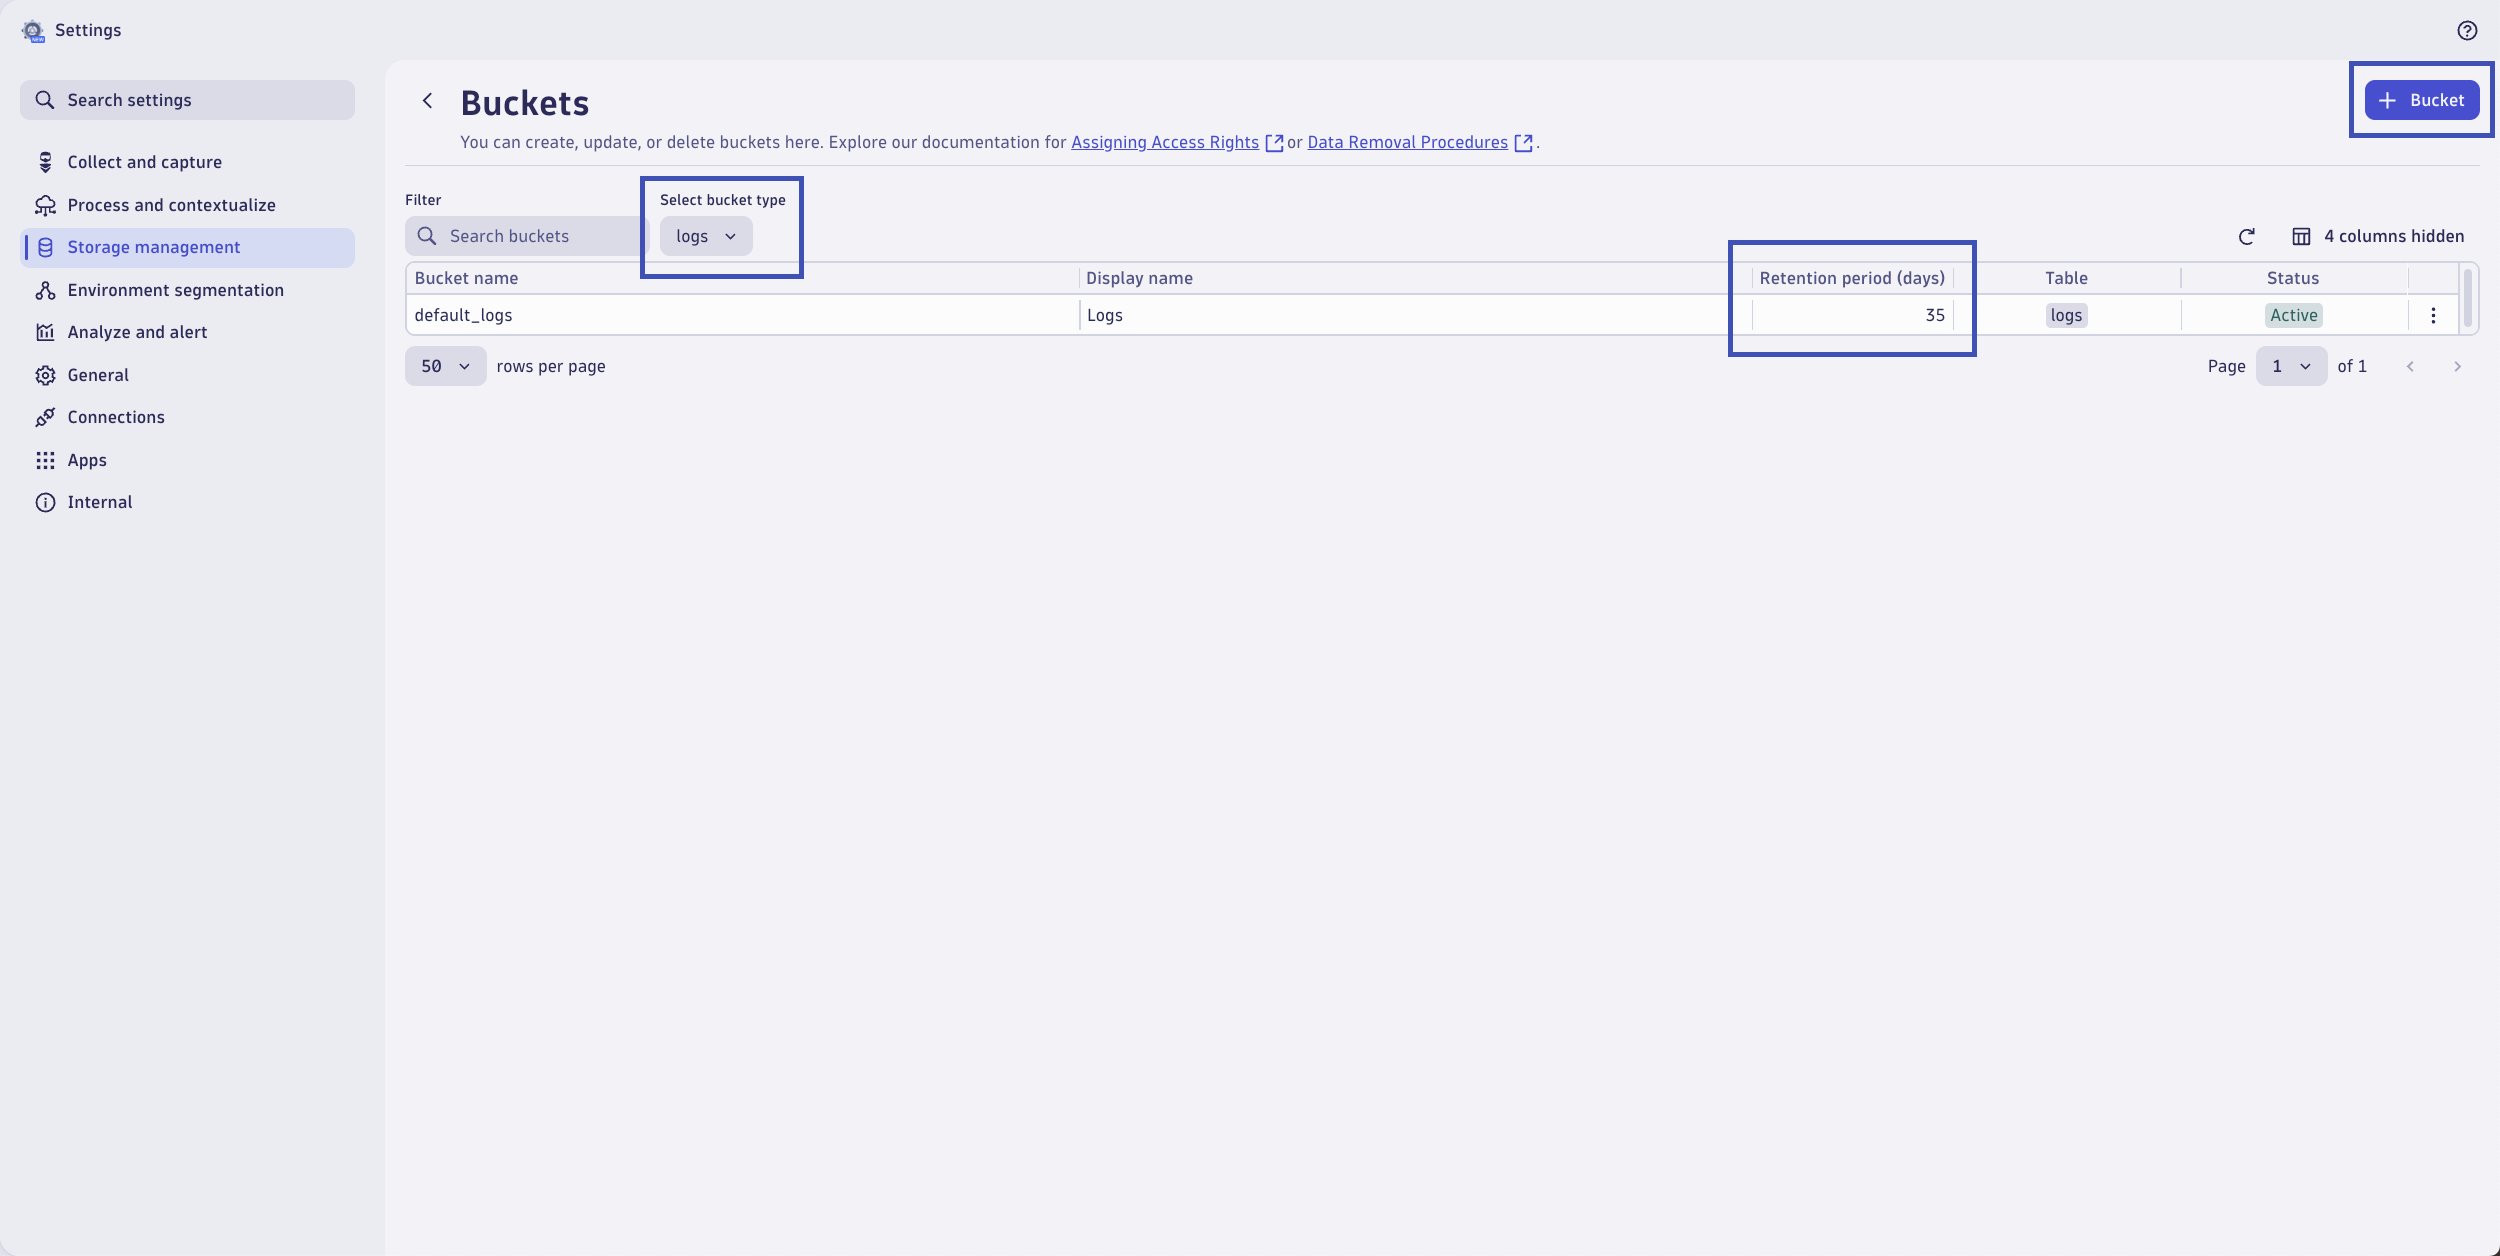 Settings
Search settings
Collect and capture
Process and contextualize
Storage management
Environment segmentation
Analyze and alert
General
Connections
Apps
Internal
Buckets
+ Bucket
You can create, update, or delete buckets here. Explore our documentation for Assigning Access Rights or Data Removal Procedures.
Filter
Select bucket type
Search buckets
logs
4 columns hidden
Bucket name Display name Retention period (days) Table Status
default_logs Logs 35 logs Active
50 rows per page
Page 1 of 1